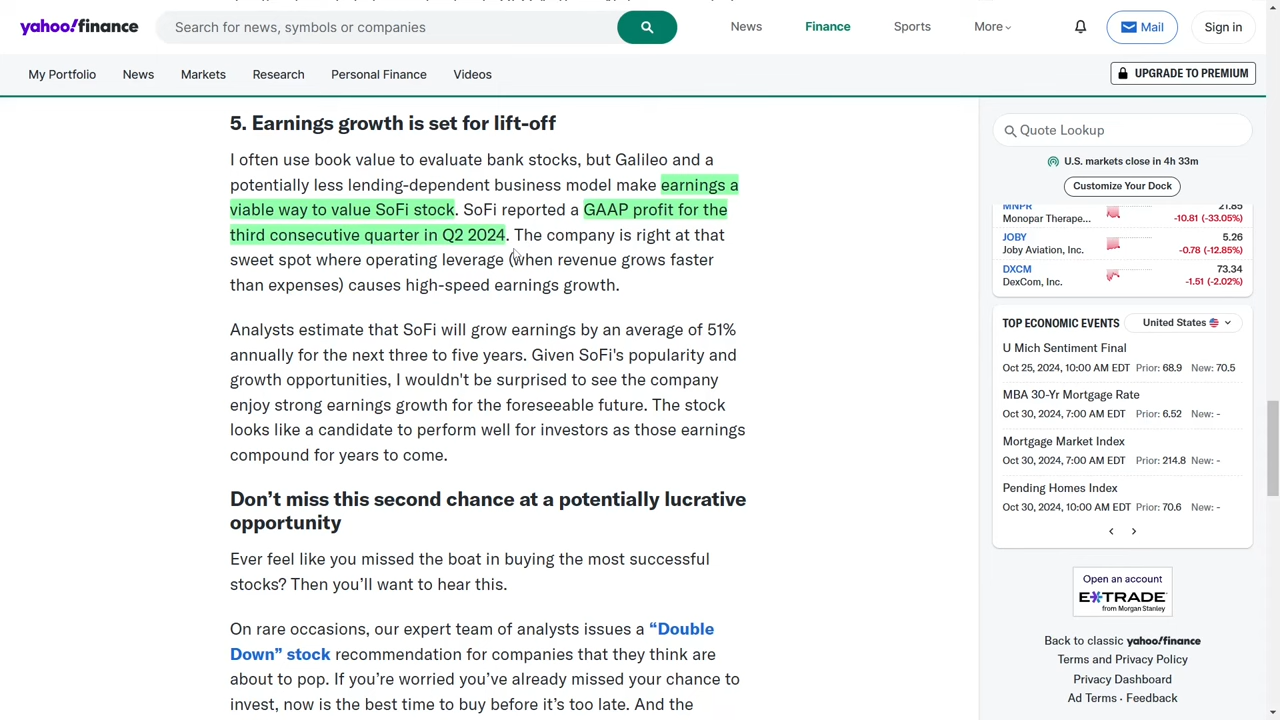 yahoo!finance
Search for news, symbols or companies
News
Finance
Sports
More
Mail
Sign in
My Portfolio
News
Markets
Research
Personal Finance
Videos
UPGRADE TO PREMIUM
5. Earnings growth is set for lift-off
I often use book value to evaluate bank stocks, but Galileo and a
potentially less lending-dependent business model make earnings a
viable way to value SoFi stock. SoFi reported a GAAP profit for the
third consecutive quarter in Q2 2024. The company is right at that
sweet spot where operating leverage (when revenue grows faster
than expenses) causes high-speed earnings growth.
Analysts estimate that SoFi will grow earnings by an average of 51%
annually for the next three to five years. Given SoFi's popularity and
growth opportunities, I wouldn't be surprised to see the company
enjoy strong earnings growth for the foreseeable future. The stock
looks like a candidate to perform well for investors as those earnings
compound for years to come.
Don’t miss this second chance at a potentially lucrative
opportunity
Ever feel like you missed the boat in buying the most successful
stocks? Then you’ll want to hear this.
On rare occasions, our expert team of analysts issues a “Double
Down” stock recommendation for companies that they think are
about to pop. If you’re worried you’ve already missed your chance to
invest, now is the best time to buy before it’s too late. And the
Quote Lookup
U.S. markets close in 4h 33m
Customize Your Dock
MNPR 21.85
Monopar Therape... -10.81 (-33.05%)
JOBY 5.26
Joby Aviation, Inc. -0.78 (-12.85%)
DXCM 73.34
DexCom, Inc. -1.51 (-2.02%)
TOP ECONOMIC EVENTS United States
U Mich Sentiment Final
Oct 25, 2024, 10:00 AM EDT Prior: 68.9 New: 70.5
MBA 30-Yr Mortgage Rate
Oct 30, 2024, 7:00 AM EDT Prior: 6.52 New: -
Mortgage Market Index
Oct 30, 2024, 7:00 AM EDT Prior: 214.8 New: -
Pending Homes Index
Oct 30, 2024, 10:00 AM EDT Prior: 70.6 New: -
Open an account
E*TRADE
from Morgan Stanley
Back to classic yahoo!finance
Terms and Privacy Policy
Privacy Dashboard
Ad Terms · Feedback